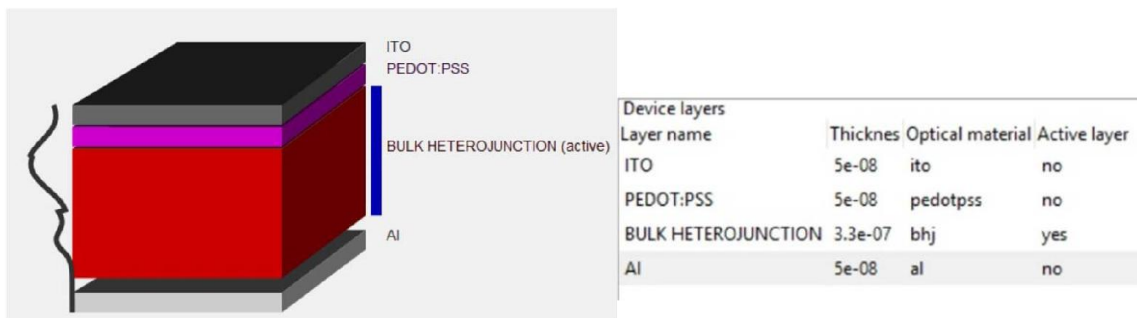 ITO
PEDOT:PSS
BULK HETEROJUNCTION (active)
Al
Device layers
Layer name Thicknes Optical material Active layer
ITO 5e-08 ito no
PEDOT:PSS 5e-08 pedotpss no
BULK HETEROJUNCTION 3.3e-07 bhj yes
Al 5e-08 al no